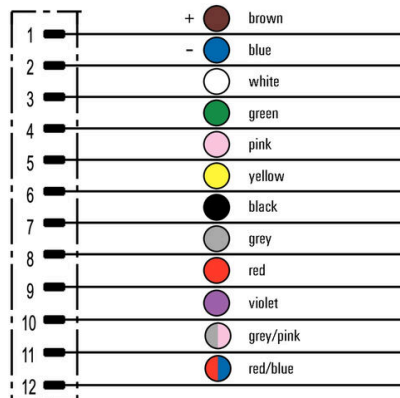 + brown
1
- blue
2
white
3
green
4
pink
5
yellow
6
black
7
grey
8
red
9
violet
10
grey/pink
11
red/blue
12